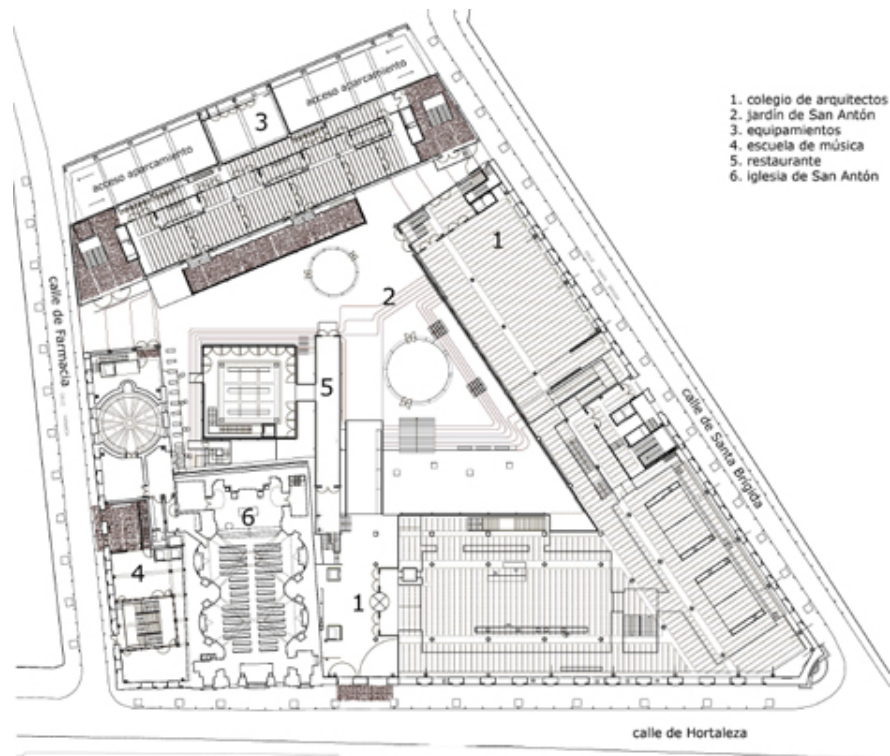 acceso aparcamiento
3
acceso aparcamiento
1. colegio de arquitectos
2. jardín de San Antón
3. equipamientos
4. escuela de música
5. restaurante
6. iglesia de San Antón
1
2
calle de Farmacia
5
calle de Santa Brígida
6
4
1
calle de Hortaleza